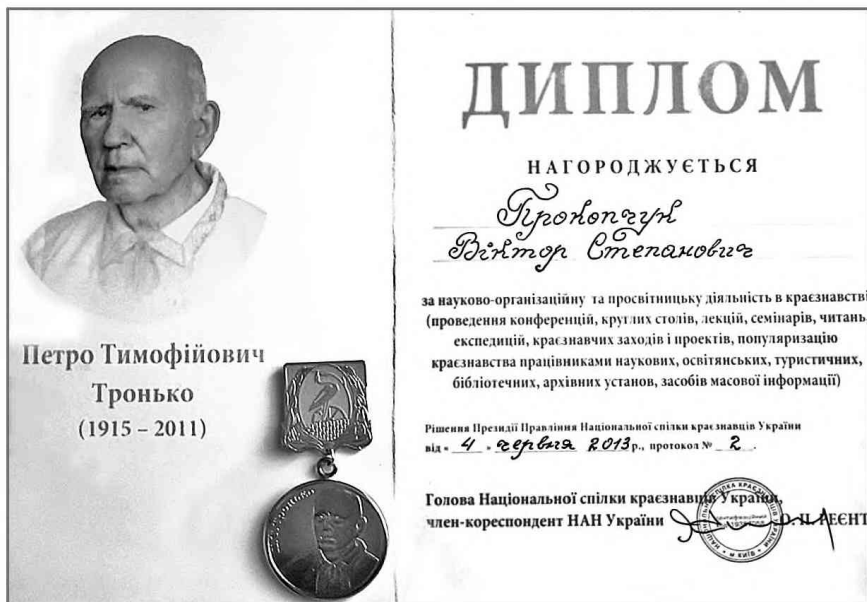 Петро Тимофійович
Тронько
(1915 – 2011)
ДИПЛОМ
НАГОРОДЖУЄТЬСЯ
Прокопчук
Віктор Степанович
за науково-організаційну та просвітницьку діяльність в краєзнавстві
(проведення конференцій, круглих столів, лекцій, семінарів, читань,
експедицій, краєзнавчих заходів і проектів, популяризацію
краєзнавства працівниками наукових, освітянських, туристичних,
бібліотечних, архівних установ, засобів масової інформації)
Рішення Президії Правління Національної спілки краєзнавців України
від « 4 » червня 2013 р., протокол № 2 .
Голова Національної спілки краєзнавців України,
член-кореспондент НАН України О.П. РЕЄНТ